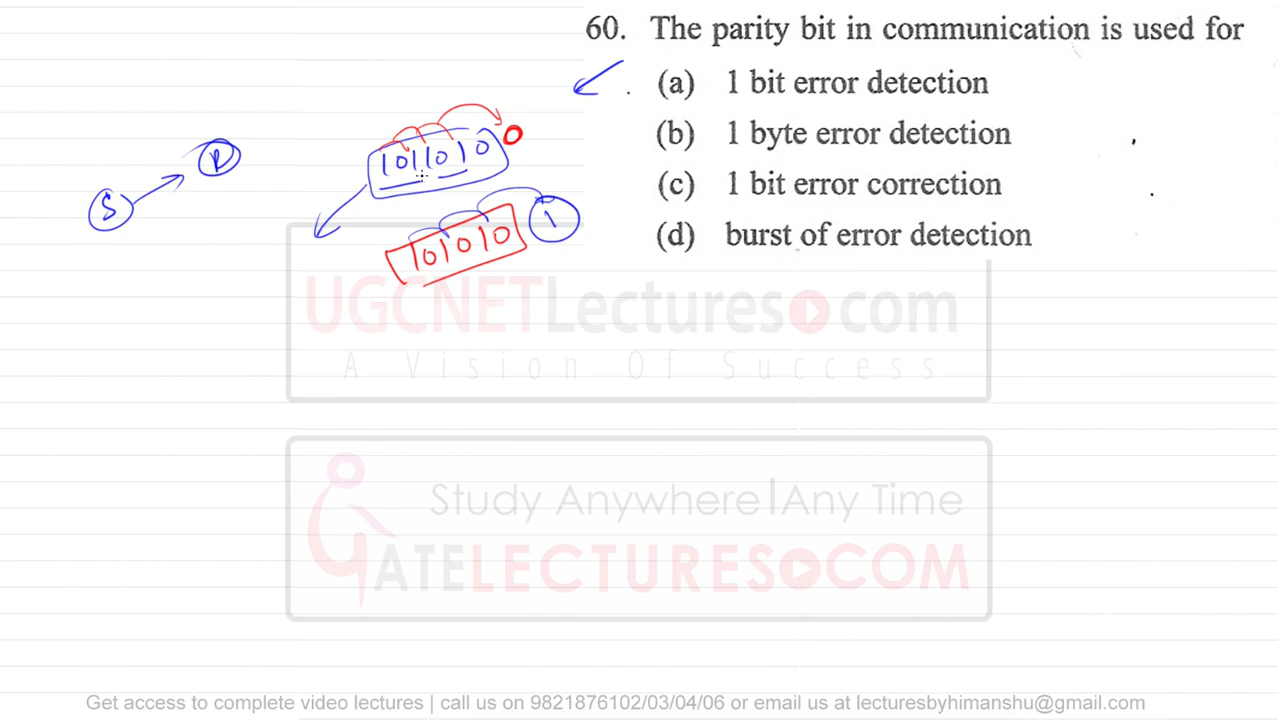 60. The parity bit in communication is used for
(a) 1 bit error detection
(b) 1 byte error detection
(c) 1 bit error correction
(d) burst of error detection
S
R
1011010 0
101010 1
UGCNETLectures.com
A Vision Of Success
Study Anywhere|Any Time
GATELECTURES.COM
Get access to complete video lectures | call us on 9821876102/03/04/06 or email us at lecturesbyhimanshu@gmail.com